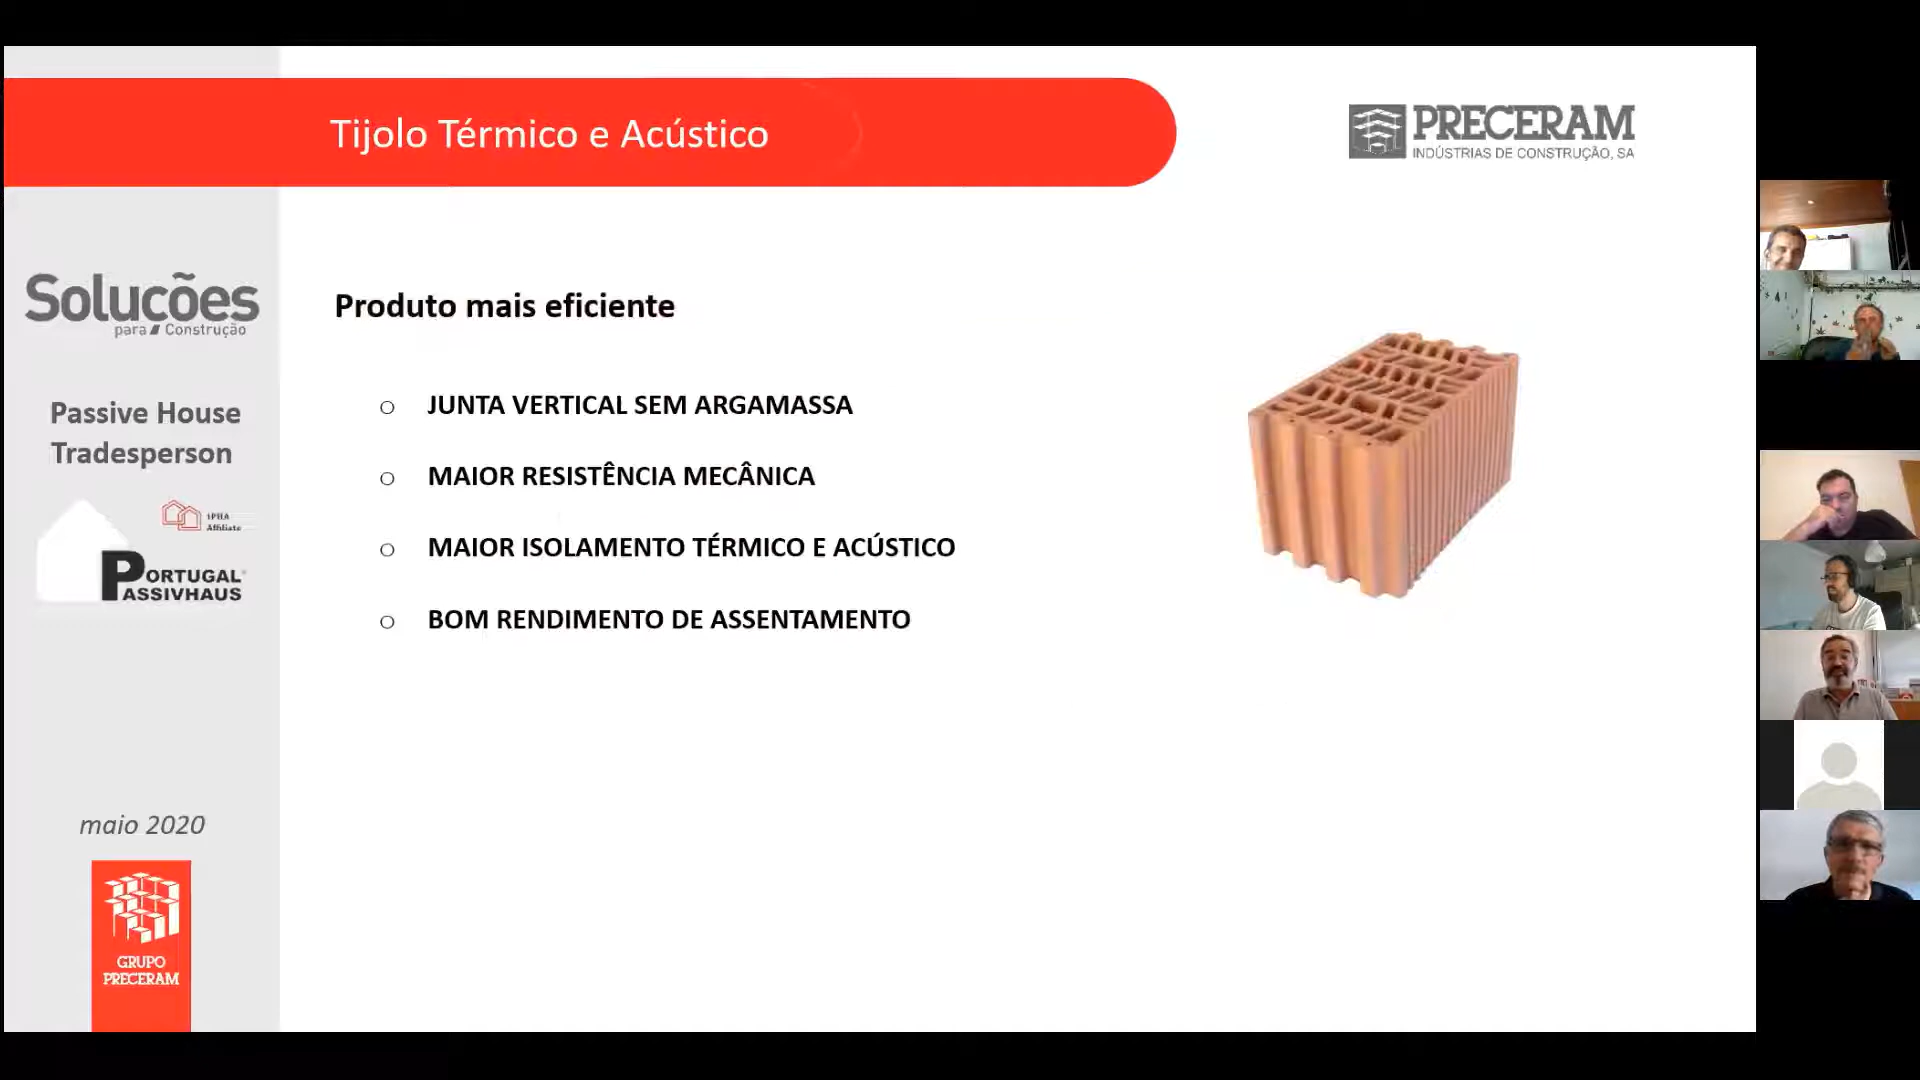 Tijolo Térmico e Acústico
PRECERAM
INDÚSTRIAS DE CONSTRUÇÃO, SA
Soluções
para Construção
Passive House
Tradesperson
iPHA
Affiliate
PORTUGAL
PASSIVHAUS
maio 2020
GRUPO
PRECERAM
Produto mais eficiente
o JUNTA VERTICAL SEM ARGAMASSA
o MAIOR RESISTÊNCIA MECÂNICA
o MAIOR ISOLAMENTO TÉRMICO E ACÚSTICO
o BOM RENDIMENTO DE ASSENTAMENTO